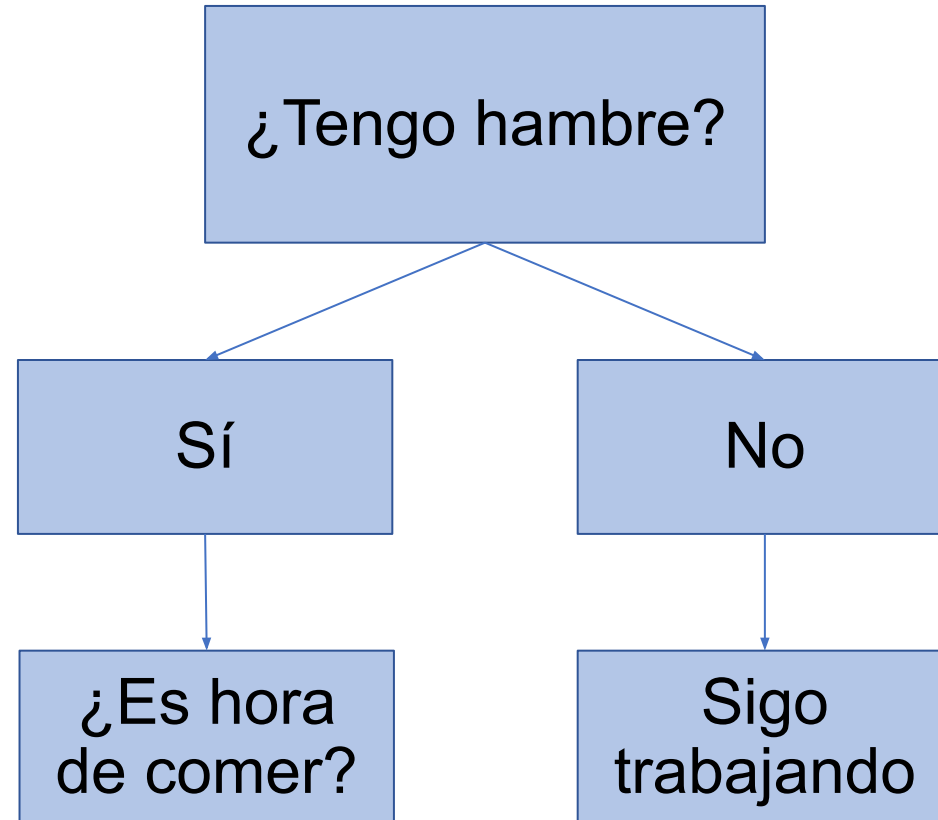 ¿Tengo hambre?
Sí
No
¿Es hora
de comer?
Sigo
trabajando